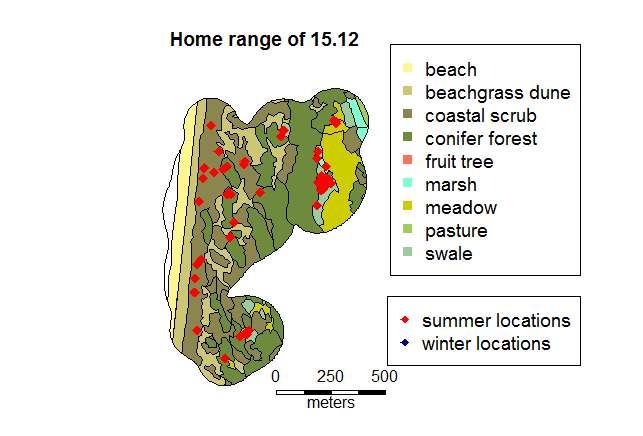 Home range of 15.12
beach
beachgrass dune
coastal scrub
conifer forest
fruit tree
marsh
meadow
pasture
swale
summer locations
winter locations
0 250 500
meters